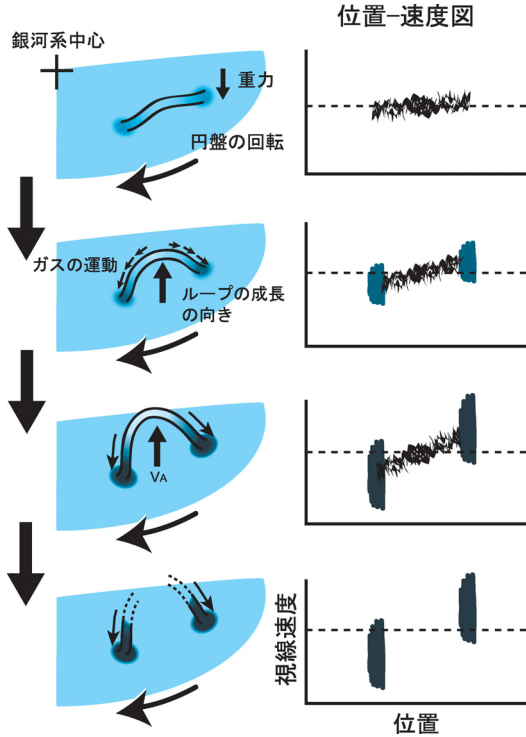 位置−速度図
銀河系中心
重力
円盤の回転
ガスの運動
ループの成長
の向き
VA
視線速度
位置